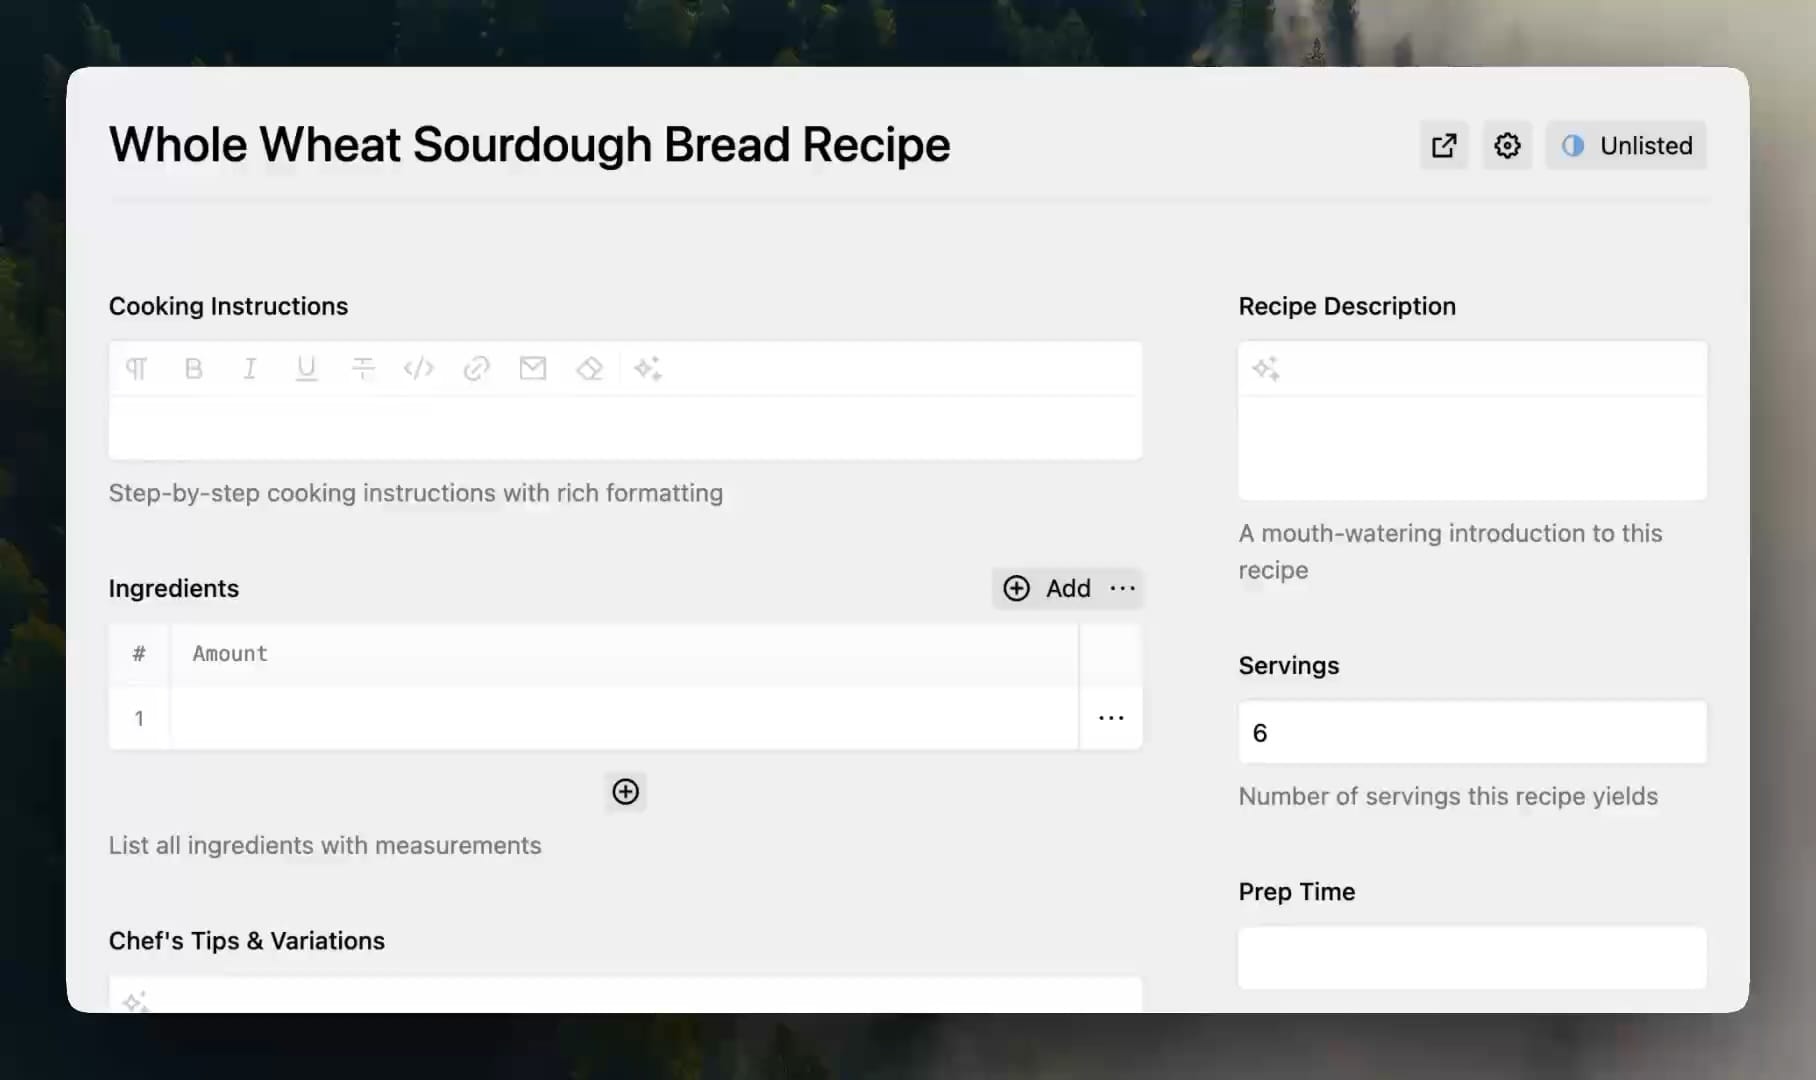 Whole Wheat Sourdough Bread Recipe
Unlisted
Cooking Instructions
Step-by-step cooking instructions with rich formatting
Ingredients
Add
# Amount
1
List all ingredients with measurements
Chef's Tips & Variations
Recipe Description
A mouth-watering introduction to this
recipe
Servings
6
Number of servings this recipe yields
Prep Time